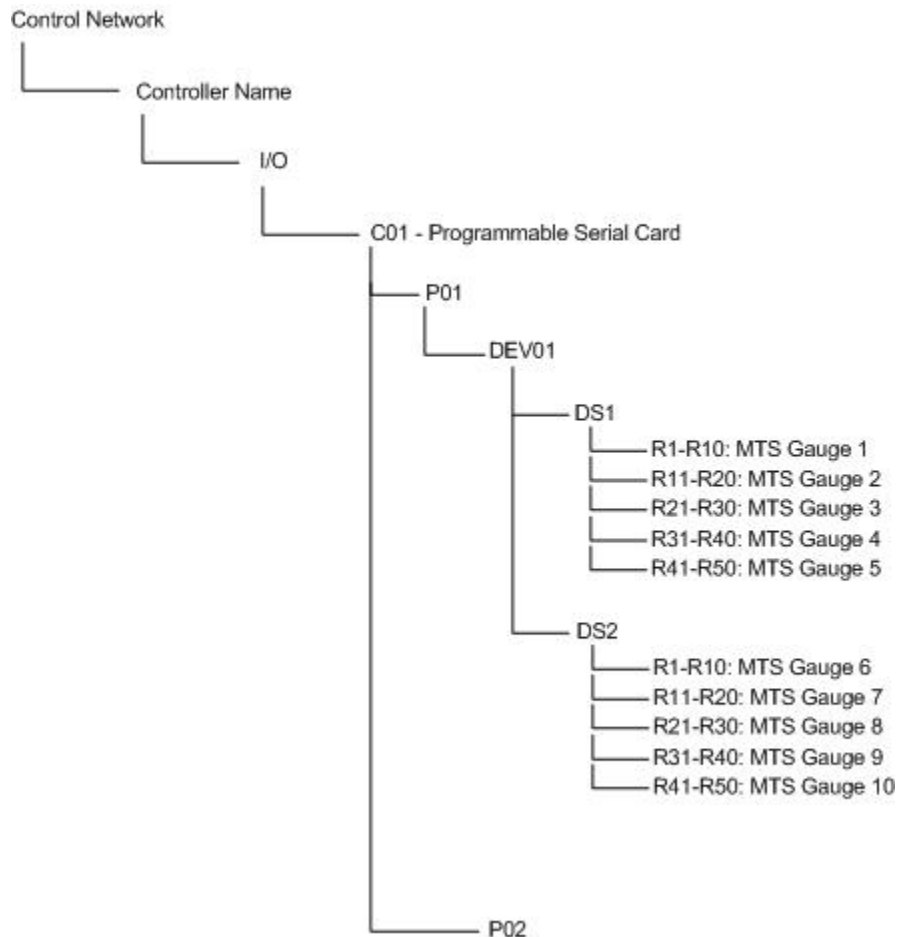 Control Network
Controller Name
I/O
C01 - Programmable Serial Card
P01
DEV01
DS1
R1-R10: MTS Gauge 1
R11-R20: MTS Gauge 2
R21-R30: MTS Gauge 3
R31-R40: MTS Gauge 4
R41-R50: MTS Gauge 5
DS2
R1-R10: MTS Gauge 6
R11-R20: MTS Gauge 7
R21-R30: MTS Gauge 8
R31-R40: MTS Gauge 9
R41-R50: MTS Gauge 10
P02